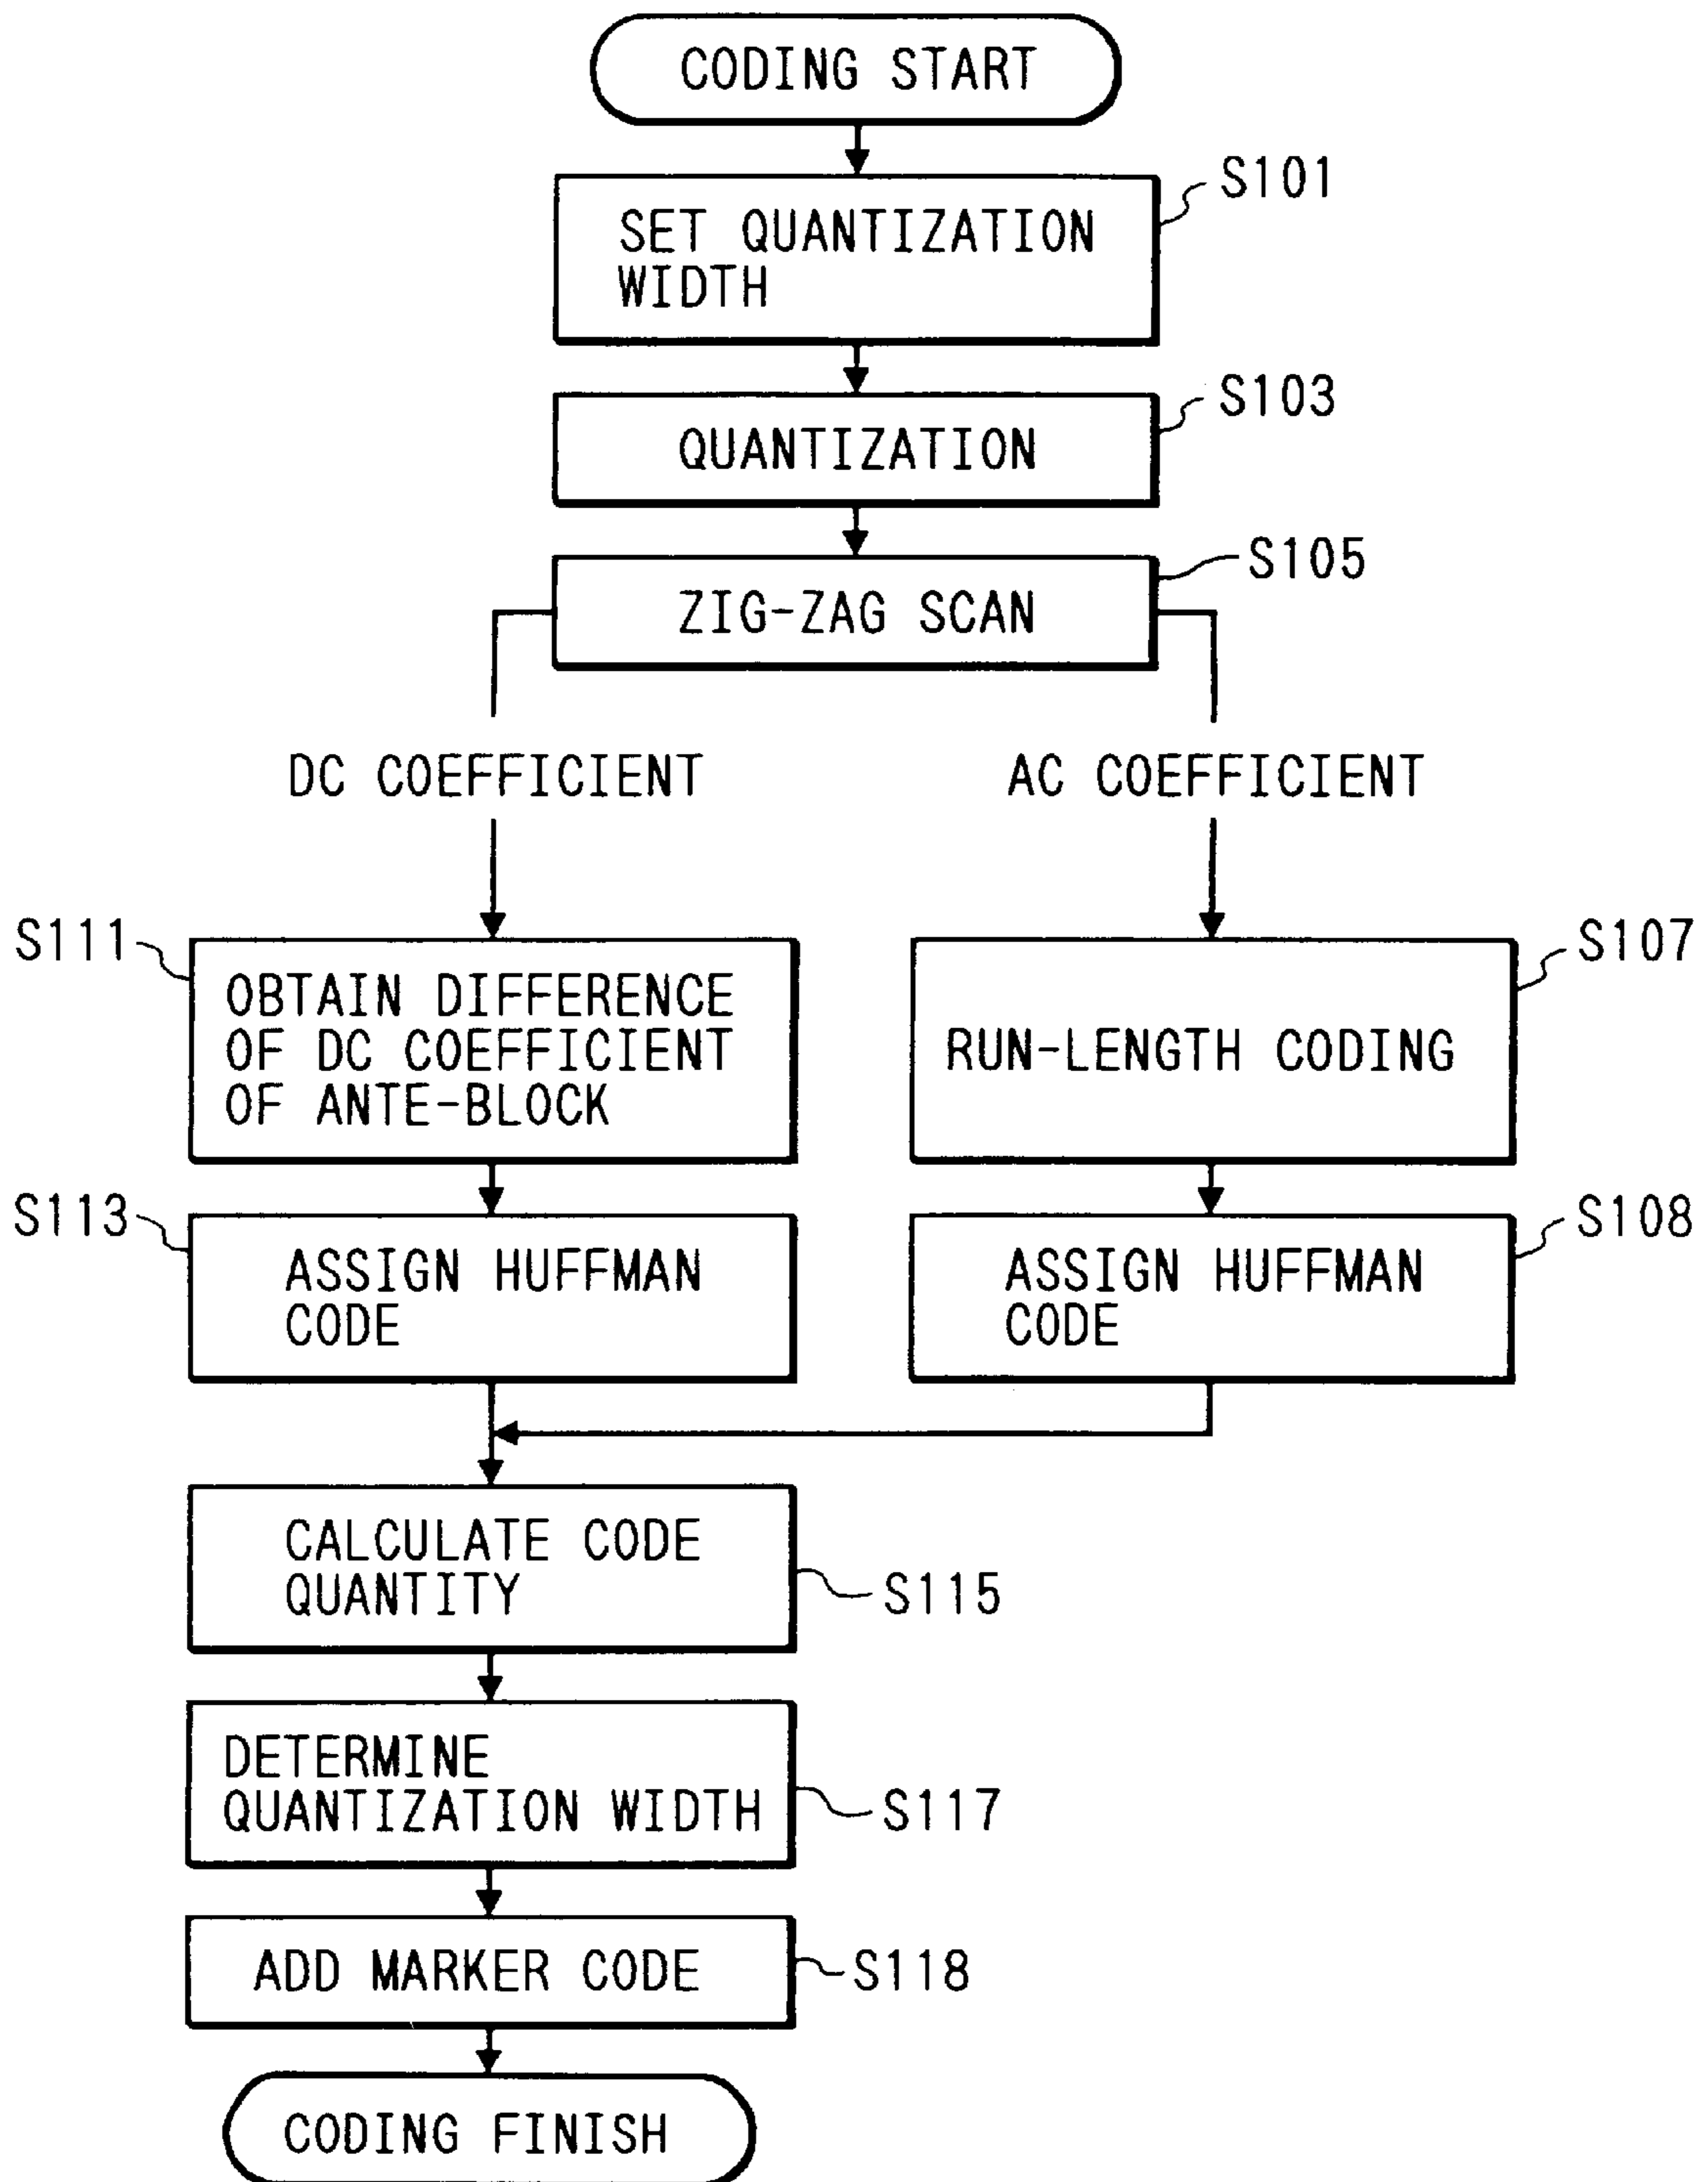 CODING START
S101
SET QUANTIZATION
WIDTH
S103
QUANTIZATION
S105
ZIG-ZAG SCAN
DC COEFFICIENT
AC COEFFICIENT
S111
OBTAIN DIFFERENCE
OF DC COEFFICIENT
OF ANTE-BLOCK
S107
RUN-LENGTH CODING
S113
ASSIGN HUFFMAN
CODE
S108
ASSIGN HUFFMAN
CODE
CALCULATE CODE
QUANTITY
S115
DETERMINE
QUANTIZATION WIDTH
S117
ADD MARKER CODE
S118
CODING FINISH